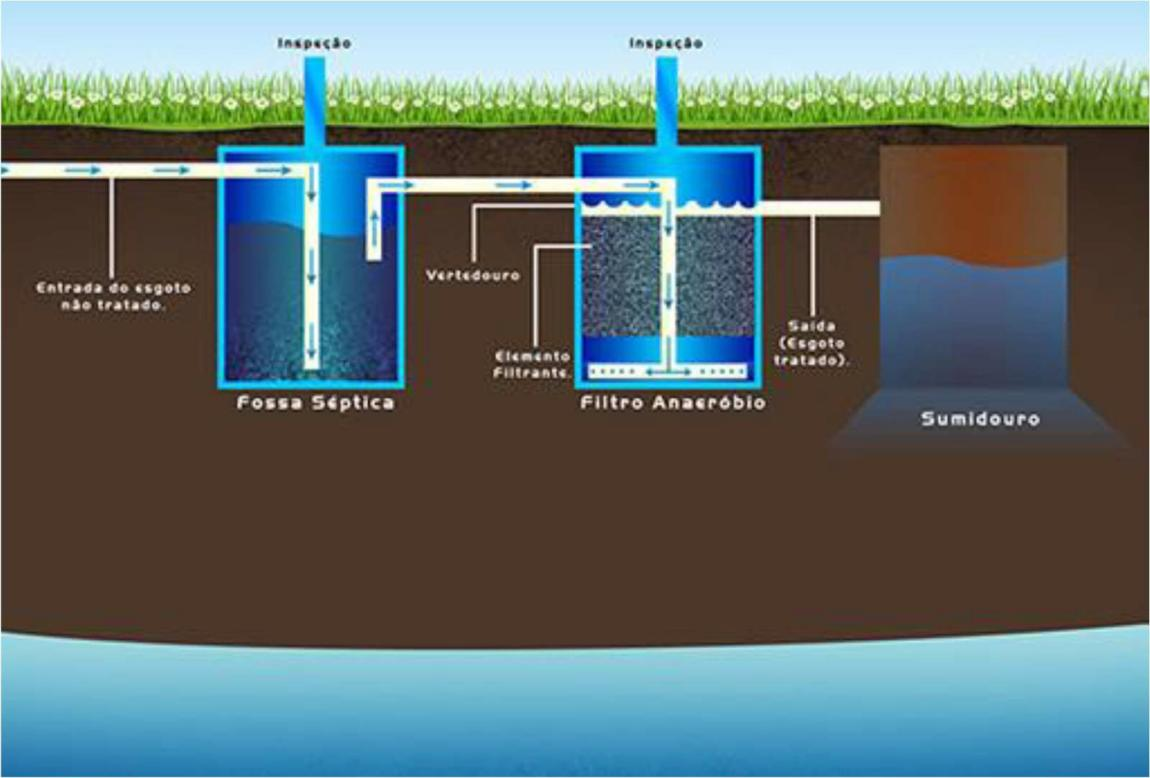 Inspeção
Inspeção
Entrada do esgoto
não tratado.
Vertedouro
Elemento
Filtrante.
Saída
(Esgoto
tratado).
Fossa Séptica
Filtro Anaeróbio
Sumidouro